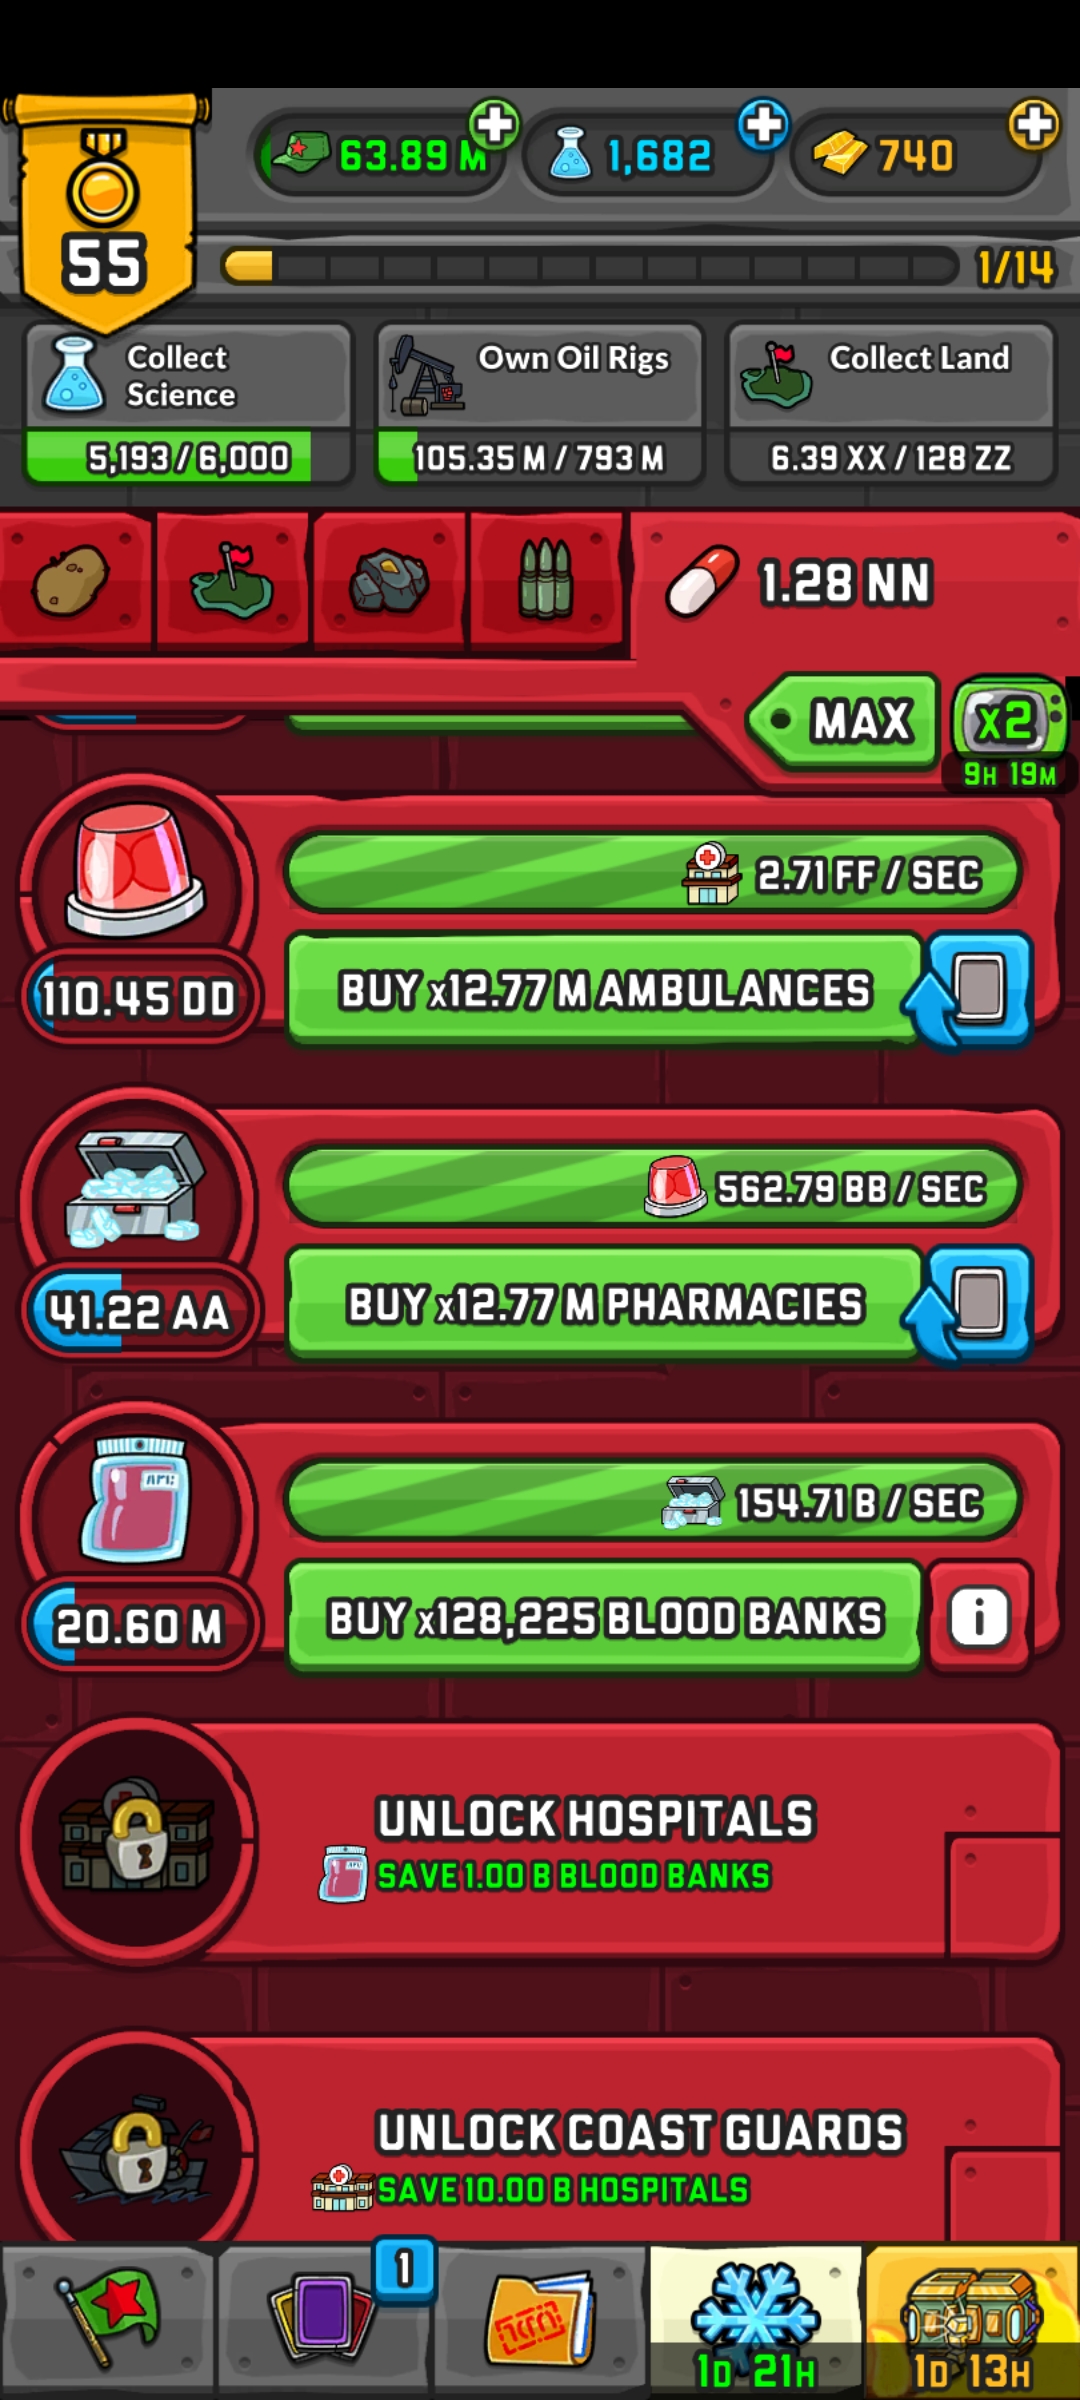 63.89 M
1,682
740
55
1/14
Collect
Science
5,193 / 6,000
Own Oil Rigs
105.35 M / 793 M
Collect Land
6.39 XX / 128 ZZ
1.28 NN
MAX
x2
9H 19M
2.71 FF / SEC
110.45 DD
BUY x12.77 M AMBULANCES
562.79 BB / SEC
41.22 AA
BUY x12.77 M PHARMACIES
154.71 B / SEC
20.60 M
BUY x128,225 BLOOD BANKS
i
UNLOCK HOSPITALS
SAVE 1.00 B BLOOD BANKS
UNLOCK COAST GUARDS
SAVE 10.00 B HOSPITALS
1
1D 21H
1D 13H